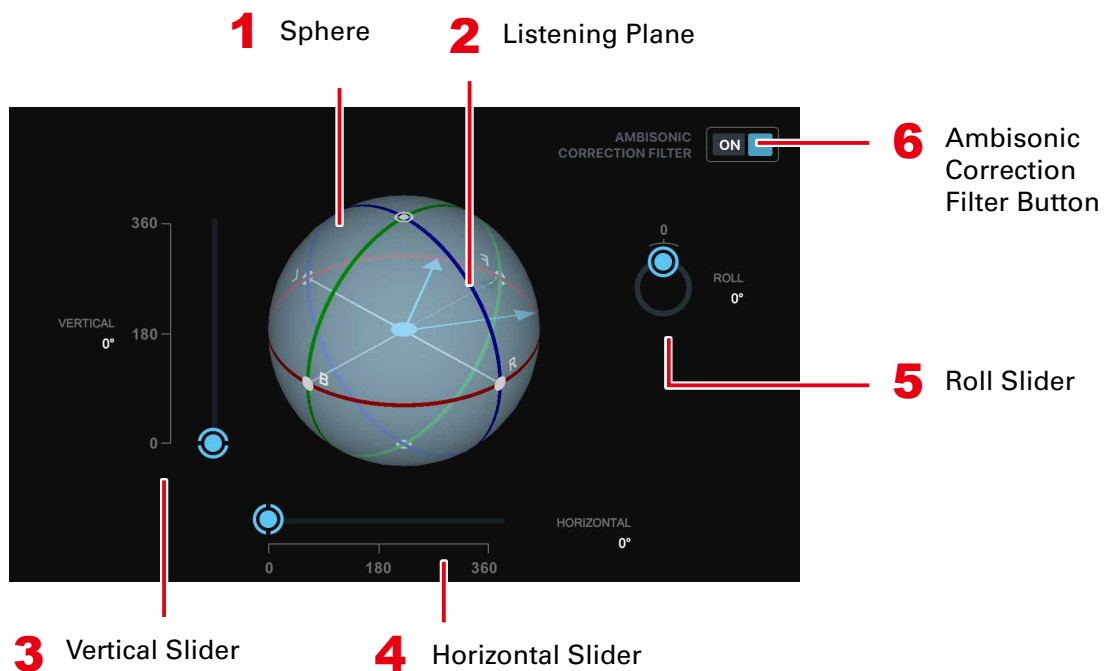 1 Sphere
2 Listening Plane
AMBISONIC
CORRECTION FILTER
ON
6 Ambisonic
Correction
Filter Button
360
180
0
VERTICAL
0°
L
F
B
R
0
ROLL
0°
5 Roll Slider
HORIZONTAL
0°
0 180 360
3 Vertical Slider
4 Horizontal Slider